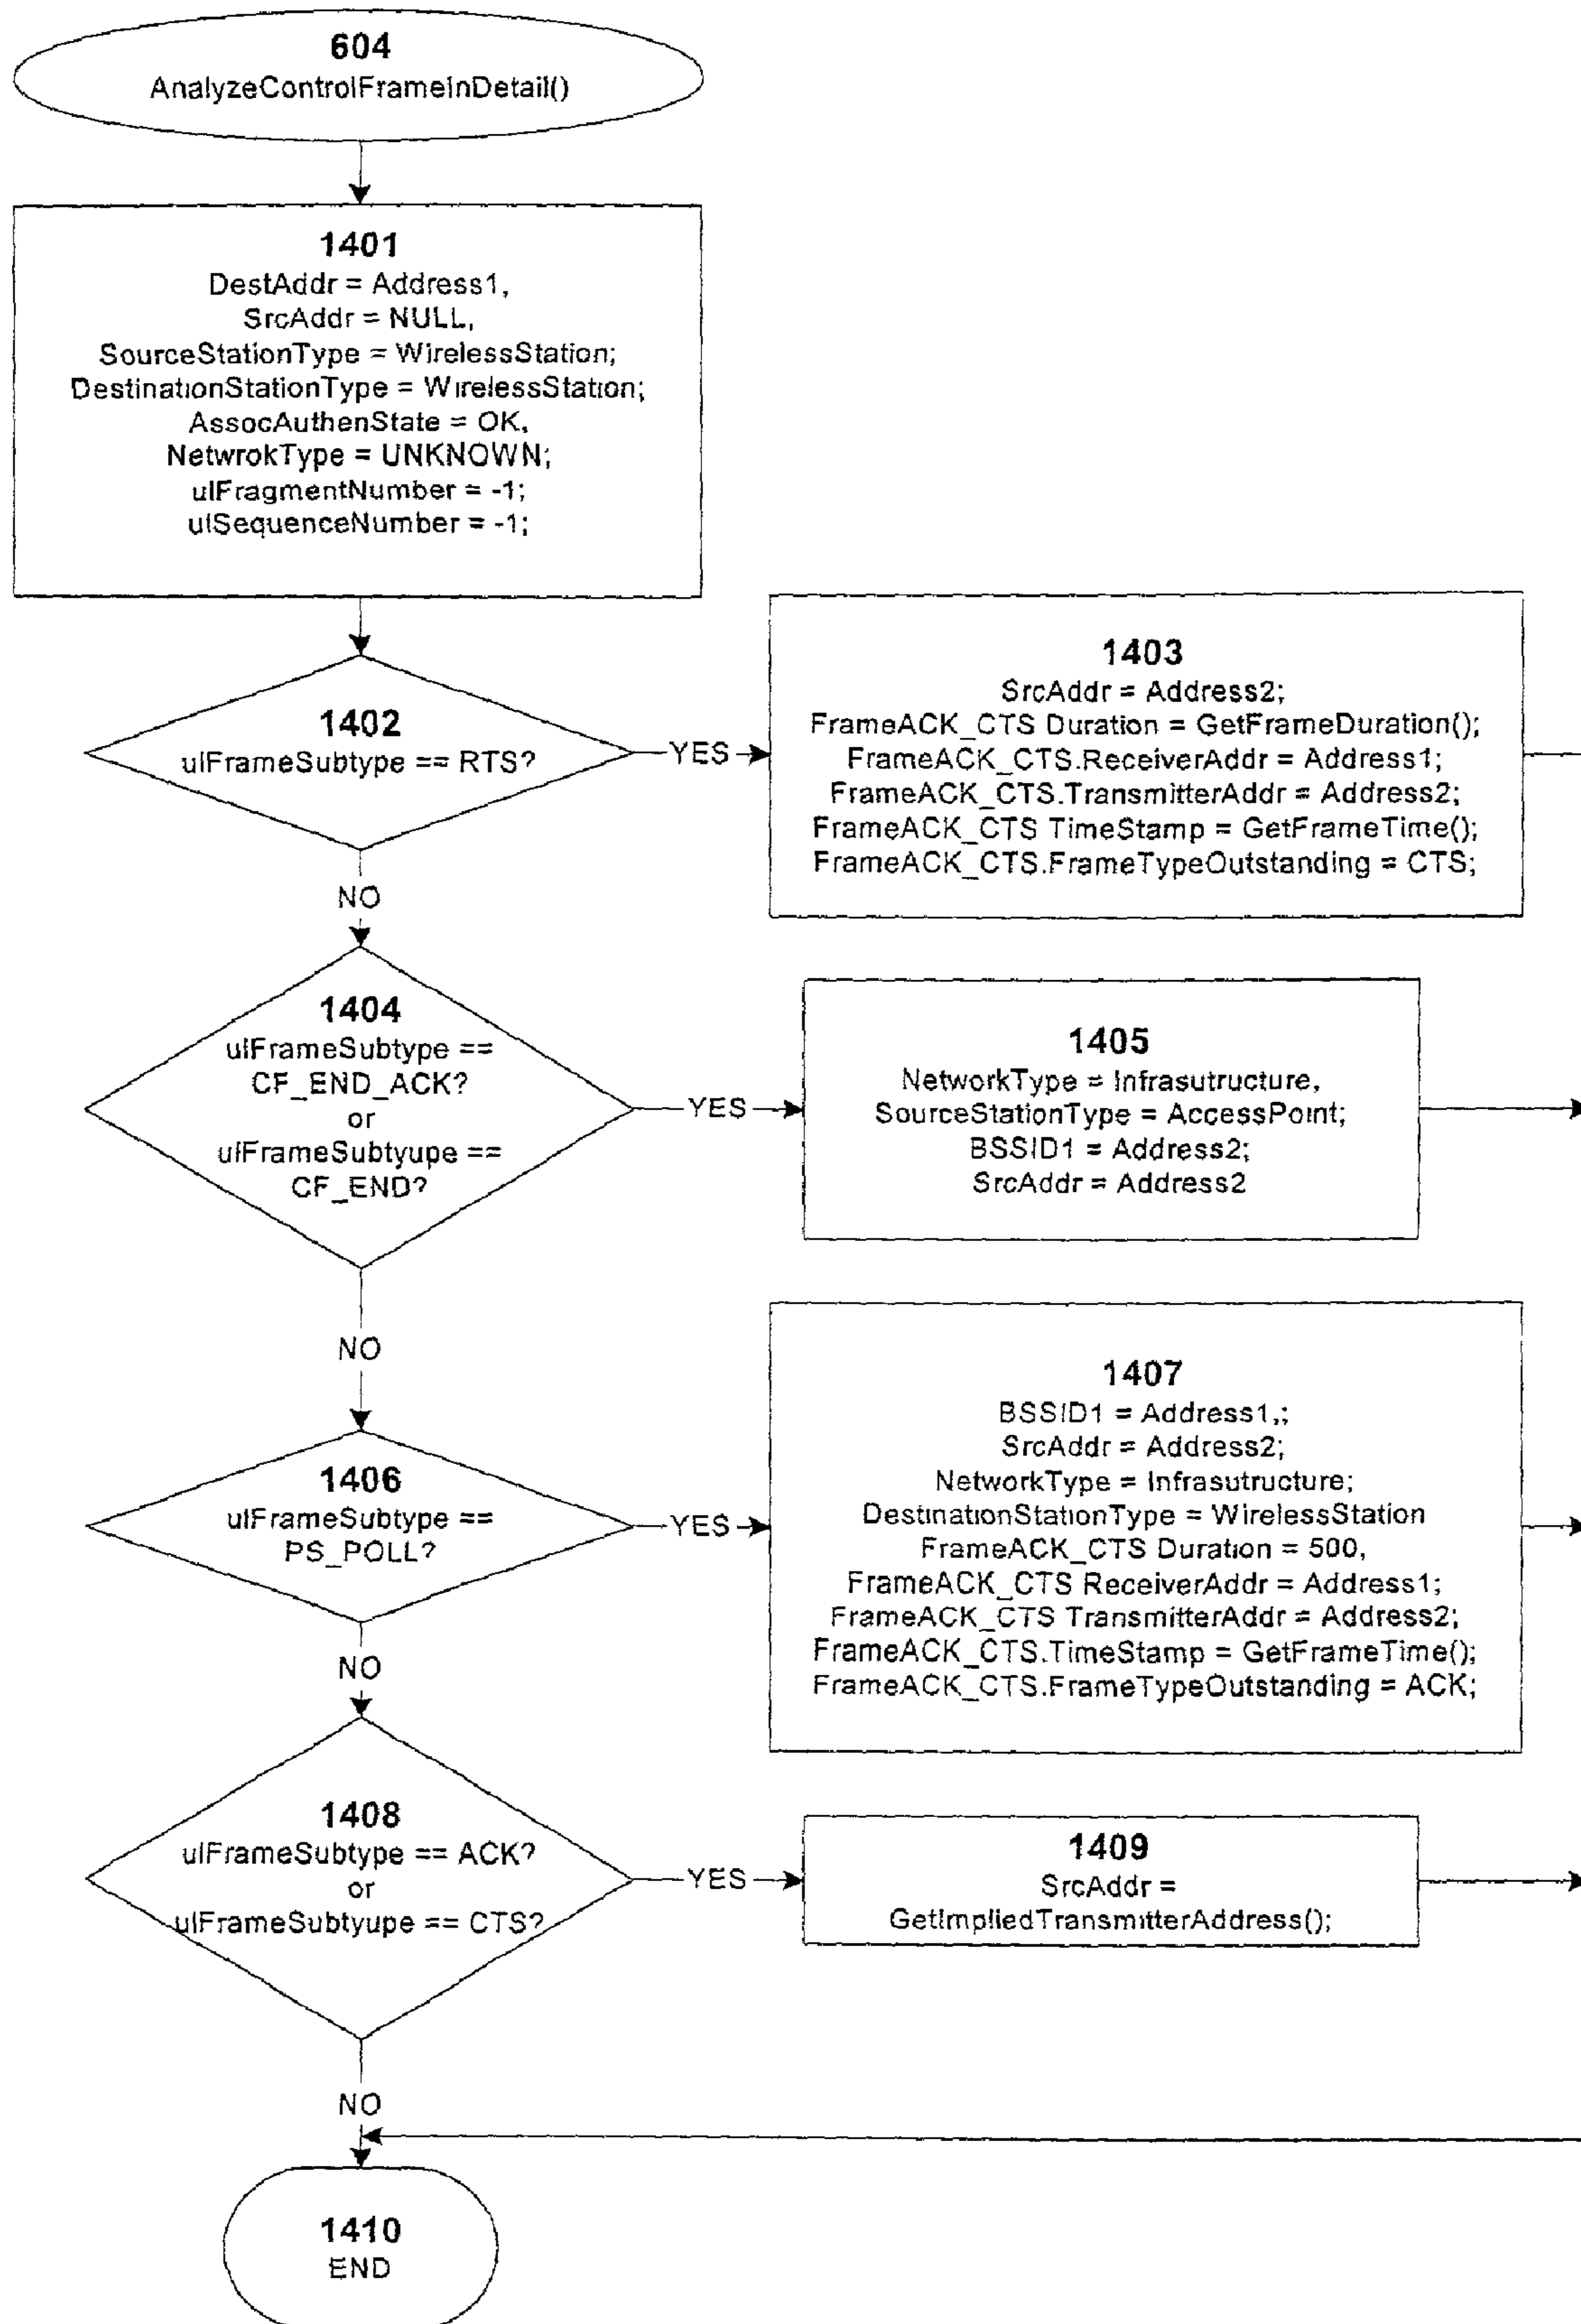 604
AnalyzeControlFrameInDetail()
1401
DestAddr = Address1,
SrcAddr = NULL,
SourceStationType = WirelessStation;
DestinationStationType = WirelessStation;
AssocAuthenState = OK,
NetwrokType = UNKNOWN;
ulFragmentNumber = -1;
ulSequenceNumber = -1;
1402
ulFrameSubtype == RTS?
YES
1403
SrcAddr = Address2;
FrameACK_CTS Duration = GetFrameDuration();
FrameACK_CTS.ReceiverAddr = Address1;
FrameACK_CTS.TransmitterAddr = Address2;
FrameACK_CTS TimeStamp = GetFrameTime();
FrameACK_CTS.FrameTypeOutstanding = CTS;
NO
1404
ulFrameSubtype ==
CF_END_ACK?
or
ulFrameSubtyupe ==
CF_END?
YES
1405
NetworkType = Infrasutructure,
SourceStationType = AccessPoint;
BSSID1 = Address2;
SrcAddr = Address2
NO
1406
ulFrameSubtype ==
PS_POLL?
YES
1407
BSSID1 = Address1,;
SrcAddr = Address2;
NetworkType = Infrasutructure;
DestinationStationType = WirelessStation
FrameACK_CTS Duration = 500,
FrameACK_CTS ReceiverAddr = Address1;
FrameACK_CTS TransmitterAddr = Address2;
FrameACK_CTS.TimeStamp = GetFrameTime();
FrameACK_CTS.FrameTypeOutstanding = ACK;
NO
1408
ulFrameSubtype == ACK?
or
ulFrameSubtyupe == CTS?
YES
1409
SrcAddr =
GetImpliedTransmitterAddress();
NO
1410
END